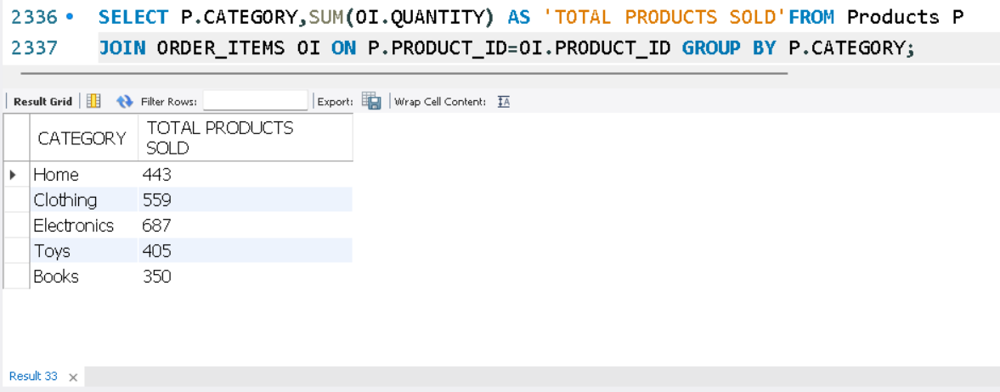 2336 SELECT P.CATEGORY,SUM(OI.QUANTITY) AS 'TOTAL PRODUCTS SOLD'FROM Products P
2337 JOIN ORDER_ITEMS OI ON P.PRODUCT_ID=OI.PRODUCT_ID GROUP BY P.CATEGORY;
Result Grid Filter Rows: Export: Wrap Cell Content: IA
CATEGORY TOTAL PRODUCTS
SOLD
Home 443
Clothing 559
Electronics 687
Toys 405
Books 350
Result 33 ×